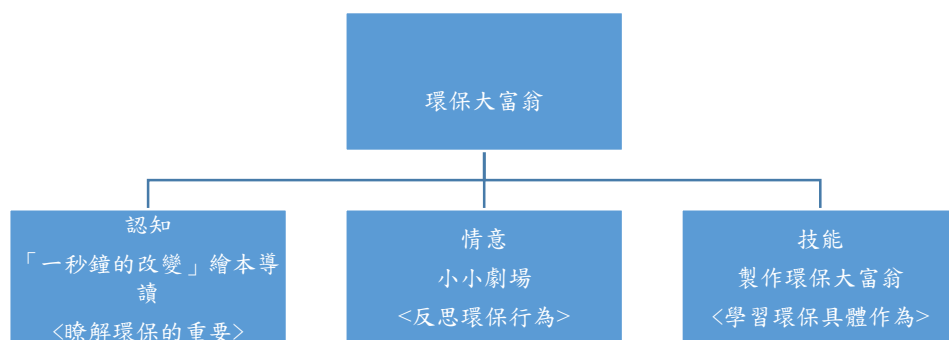 環保大富翁
認知
「一秒鐘的改變」繪本導
讀
<瞭解環保的重要>
情意
小小劇場
<反思環保行為>
技能
製作環保大富翁
<學習環保具體作為>